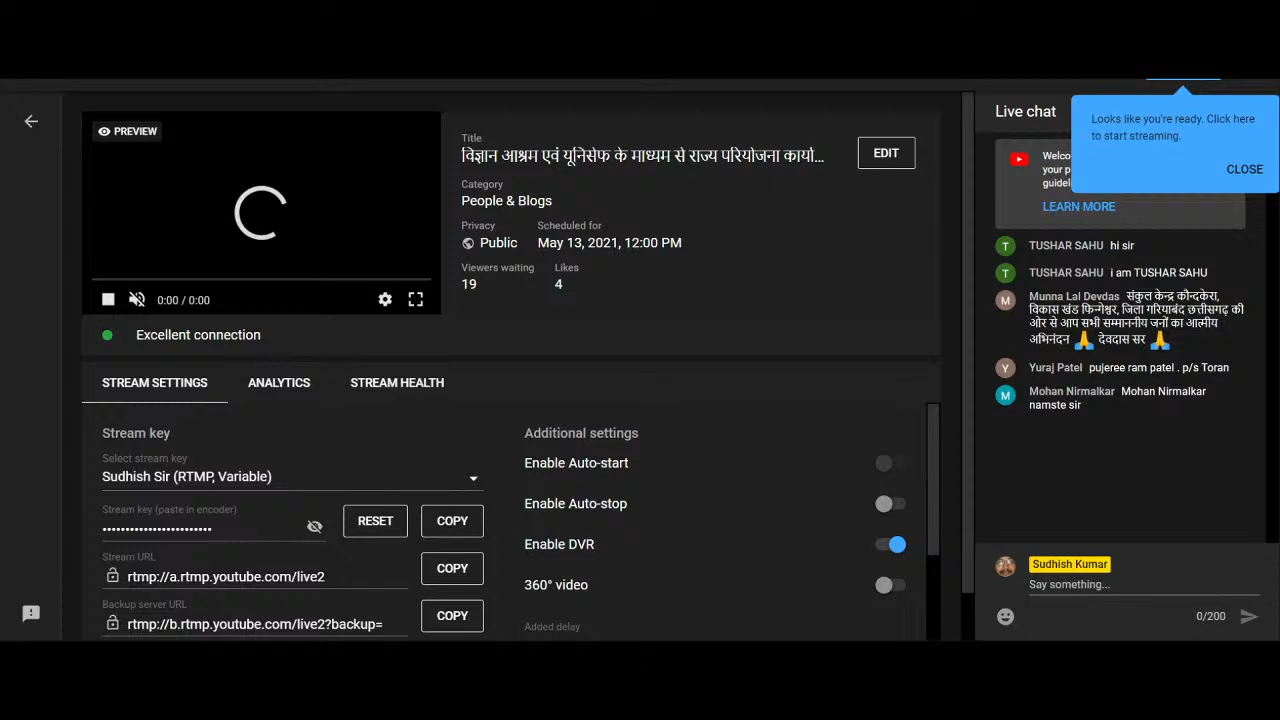 PREVIEW
0:00 / 0:00
Excellent connection
Title
विज्ञान आश्रम एवं यूनिसेफ के माध्यम से राज्य परियोजना कार्यो...
EDIT
Category
People & Blogs
Privacy
Public
Scheduled for
May 13, 2021, 12:00 PM
Viewers waiting
19
Likes
4
STREAM SETTINGS
ANALYTICS
STREAM HEALTH
Stream key
Select stream key
Sudhish Sir (RTMP, Variable)
Stream key (paste in encoder)
••••••••••••••••••••••••
RESET
COPY
Stream URL
rtmp://a.rtmp.youtube.com/live2
COPY
Backup server URL
rtmp://b.rtmp.youtube.com/live2?backup=
COPY
Additional settings
Enable Auto-start
Enable Auto-stop
Enable DVR
360° video
Added delay
Live chat
Looks like you're ready. Click here
to start streaming.
CLOSE
your p
guidel
LEARN MORE
T TUSHAR SAHU hi sir
T TUSHAR SAHU i am TUSHAR SAHU
M Munna Lal Devdas संकुल केन्द्र कौन्दकेरा,
विकास खंड फिंगेश्वर, जिला गरियाबंद छत्तीसगढ़ की
ओर से आप सभी सम्माननीय जनों का आत्मीय
अभिनंदन 🙏 देवदास सर 🙏
Y Yuraj Patel pujeree ram patel . p/s Toran
M Mohan Nirmalkar Mohan Nirmalkar
namste sir
Sudhish Kumar
Say something...
0/200